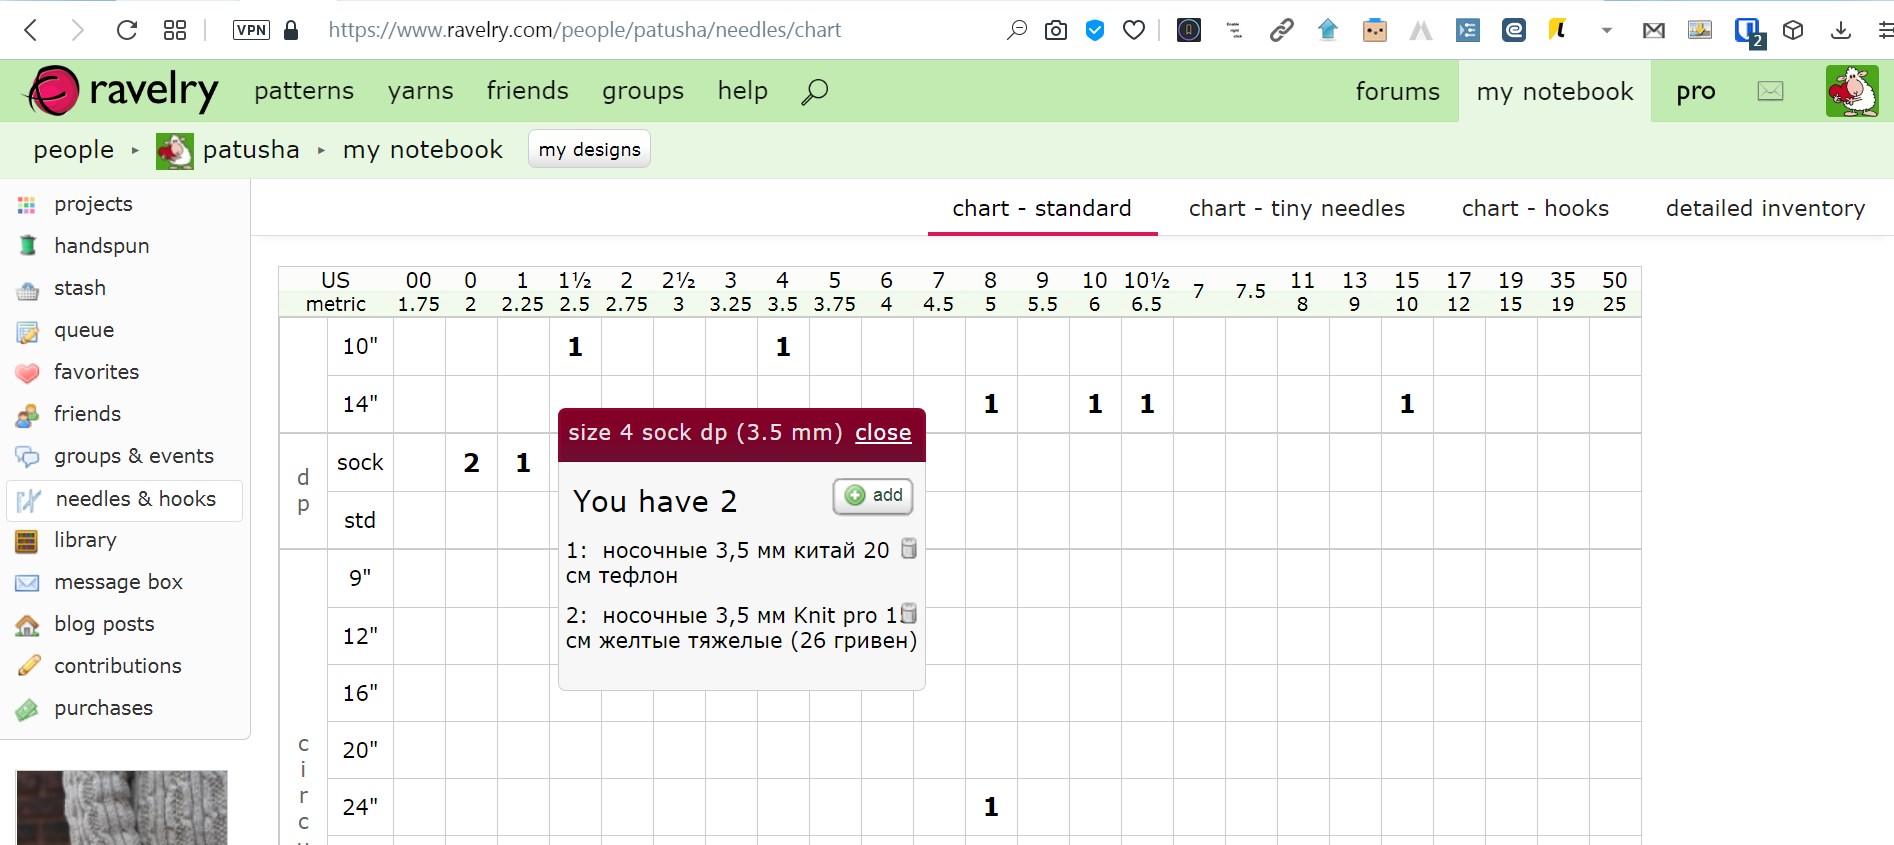 VPN https://www.ravelry.com/people/patusha/needles/chart 2
ravelry patterns yarns friends groups help forums my notebook pro
people ▸ patusha ▸ my notebook my designs
projects
handspun
stash
queue
favorites
friends
groups & events
needles & hooks
library
message box
blog posts
contributions
purchases
chart - standard chart - tiny needles chart - hooks detailed inventory
US 00 0 1 1½ 2 2½ 3 4 5 6 7 8 9 10 10½ 7 7.5 11 13 15 17 19 35 50
metric 1.75 2 2.25 2.5 2.75 3 3.25 3.5 3.75 4 4.5 5 5.5 6 6.5 8 9 10 12 15 19 25
10" 1 1
14" 1 1 1 1
dp
sock 2 1
std
circ
9"
12"
16"
20"
24" 1
size 4 sock dp (3.5 mm) close
You have 2 add
1: носочные 3,5 мм китай 20
см тефлон
2: носочные 3,5 мм Knit pro
см желтые тяжелые (26 гривен)